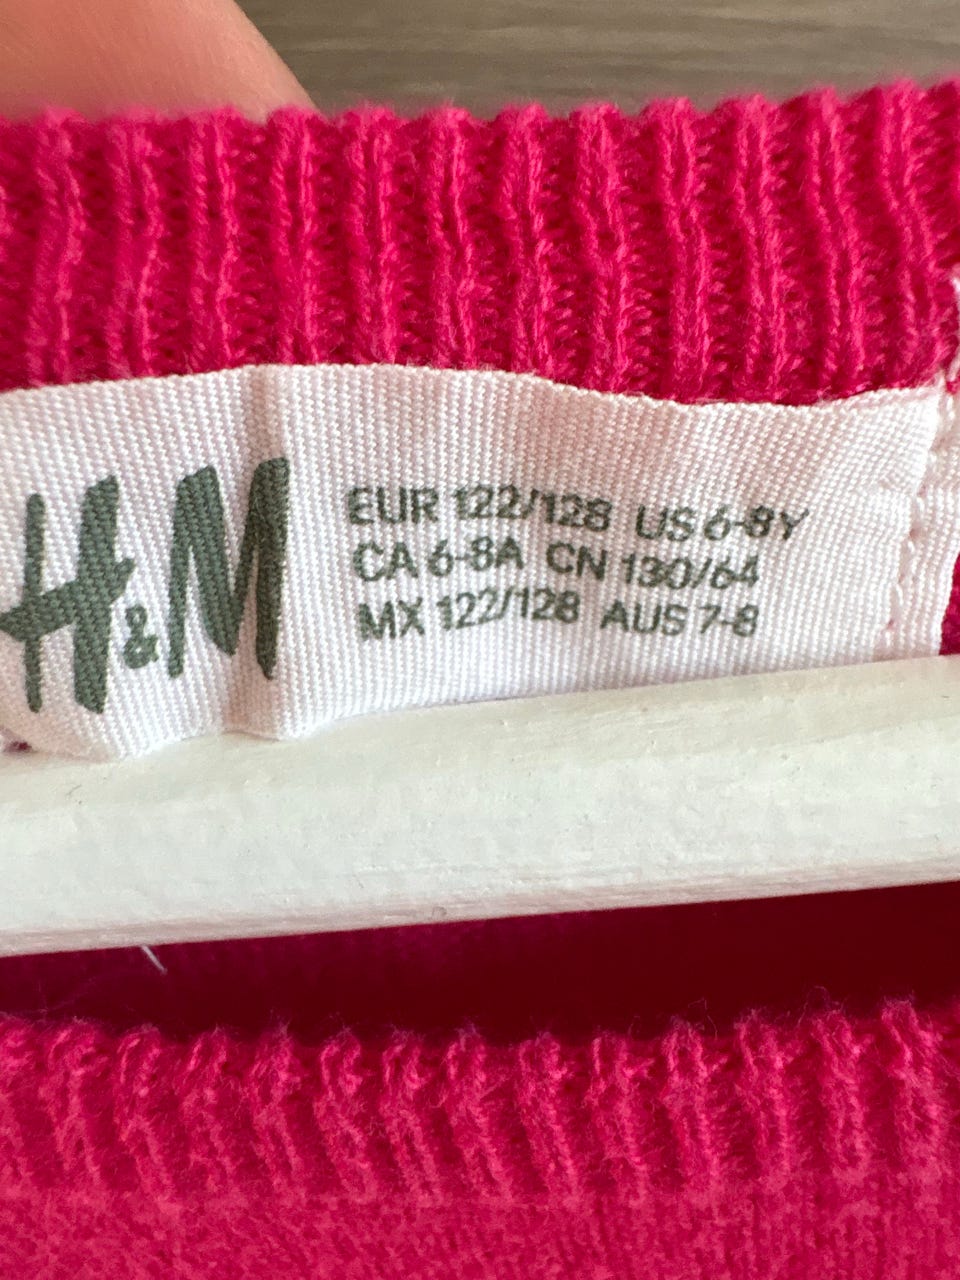 H&M
EUR 122/128 US 6-8Y
CA 6-8A CN 130/64
MX 122/128 AUS 7-8